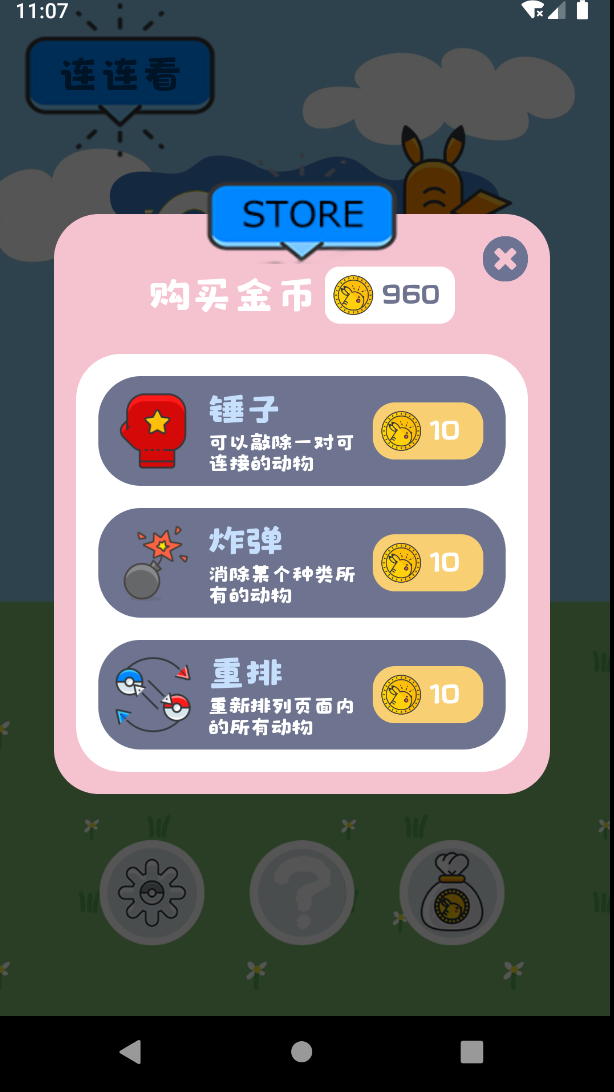 11:07
连连看
STORE
购买金币 960
锤子
可以敲除一对可
连接的动物
10
炸弹
消除某个种类所
有的动物
10
重排
重新排列页面内
的所有动物
10